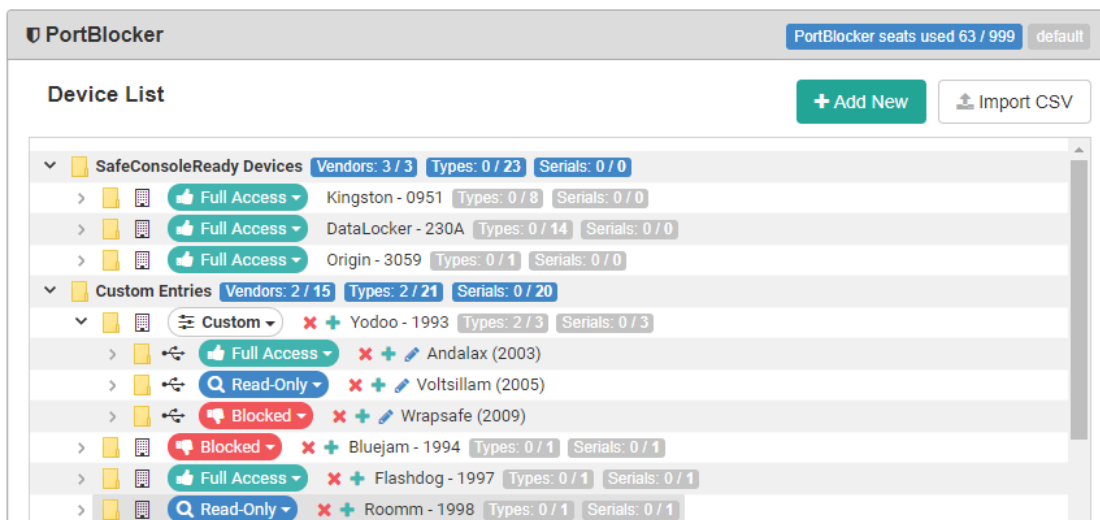 PortBlocker PortBlocker seats used 63 / 999 default
Device List + Add New Import CSV
SafeConsoleReady Devices Vendors: 3 / 3 Types: 0 / 23 Serials: 0 / 0
Full Access Kingston - 0951 Types: 0 / 8 Serials: 0 / 0
Full Access DataLocker - 230A Types: 0 / 14 Serials: 0 / 0
Full Access Origin - 3059 Types: 0 / 1 Serials: 0 / 0
Custom Entries Vendors: 2 / 15 Types: 2 / 21 Serials: 0 / 20
Custom Yodoo - 1993 Types: 2 / 3 Serials: 0 / 3
Full Access Andalax (2003)
Read-Only Voltsillam (2005)
Blocked Wrapsafe (2009)
Blocked Bluejam - 1994 Types: 0 / 1 Serials: 0 / 1
Full Access Flashdog - 1997 Types: 0 / 1 Serials: 0 / 1
Read-Only Roomm - 1998 Types: 0 / 1 Serials: 0 / 1